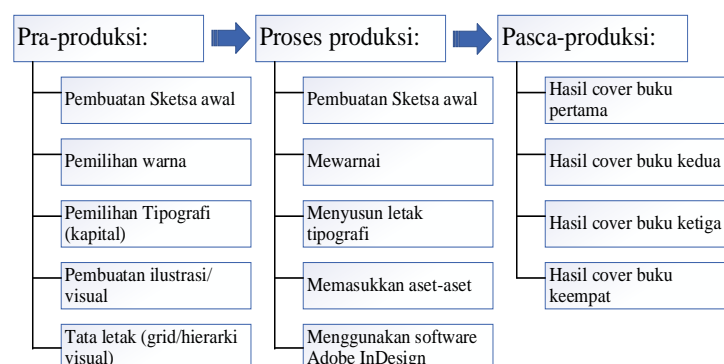 Pra-produksi:
Pembuatan Sketsa awal
Pemilihan warna
Pemilihan Tipografi
(kapital)
Pembuatan ilustrasi/
visual
Tata letak (grid/hierarki
visual)
Proses produksi:
Pembuatan Sketsa awal
Mewarnai
Menyusun letak
tipografi
Memasukkan aset-aset
Menggunakan software
Adobe InDesign
Pasca-produksi:
Hasil cover buku
pertama
Hasil cover buku kedua
Hasil cover buku ketiga
Hasil cover buku
keempat